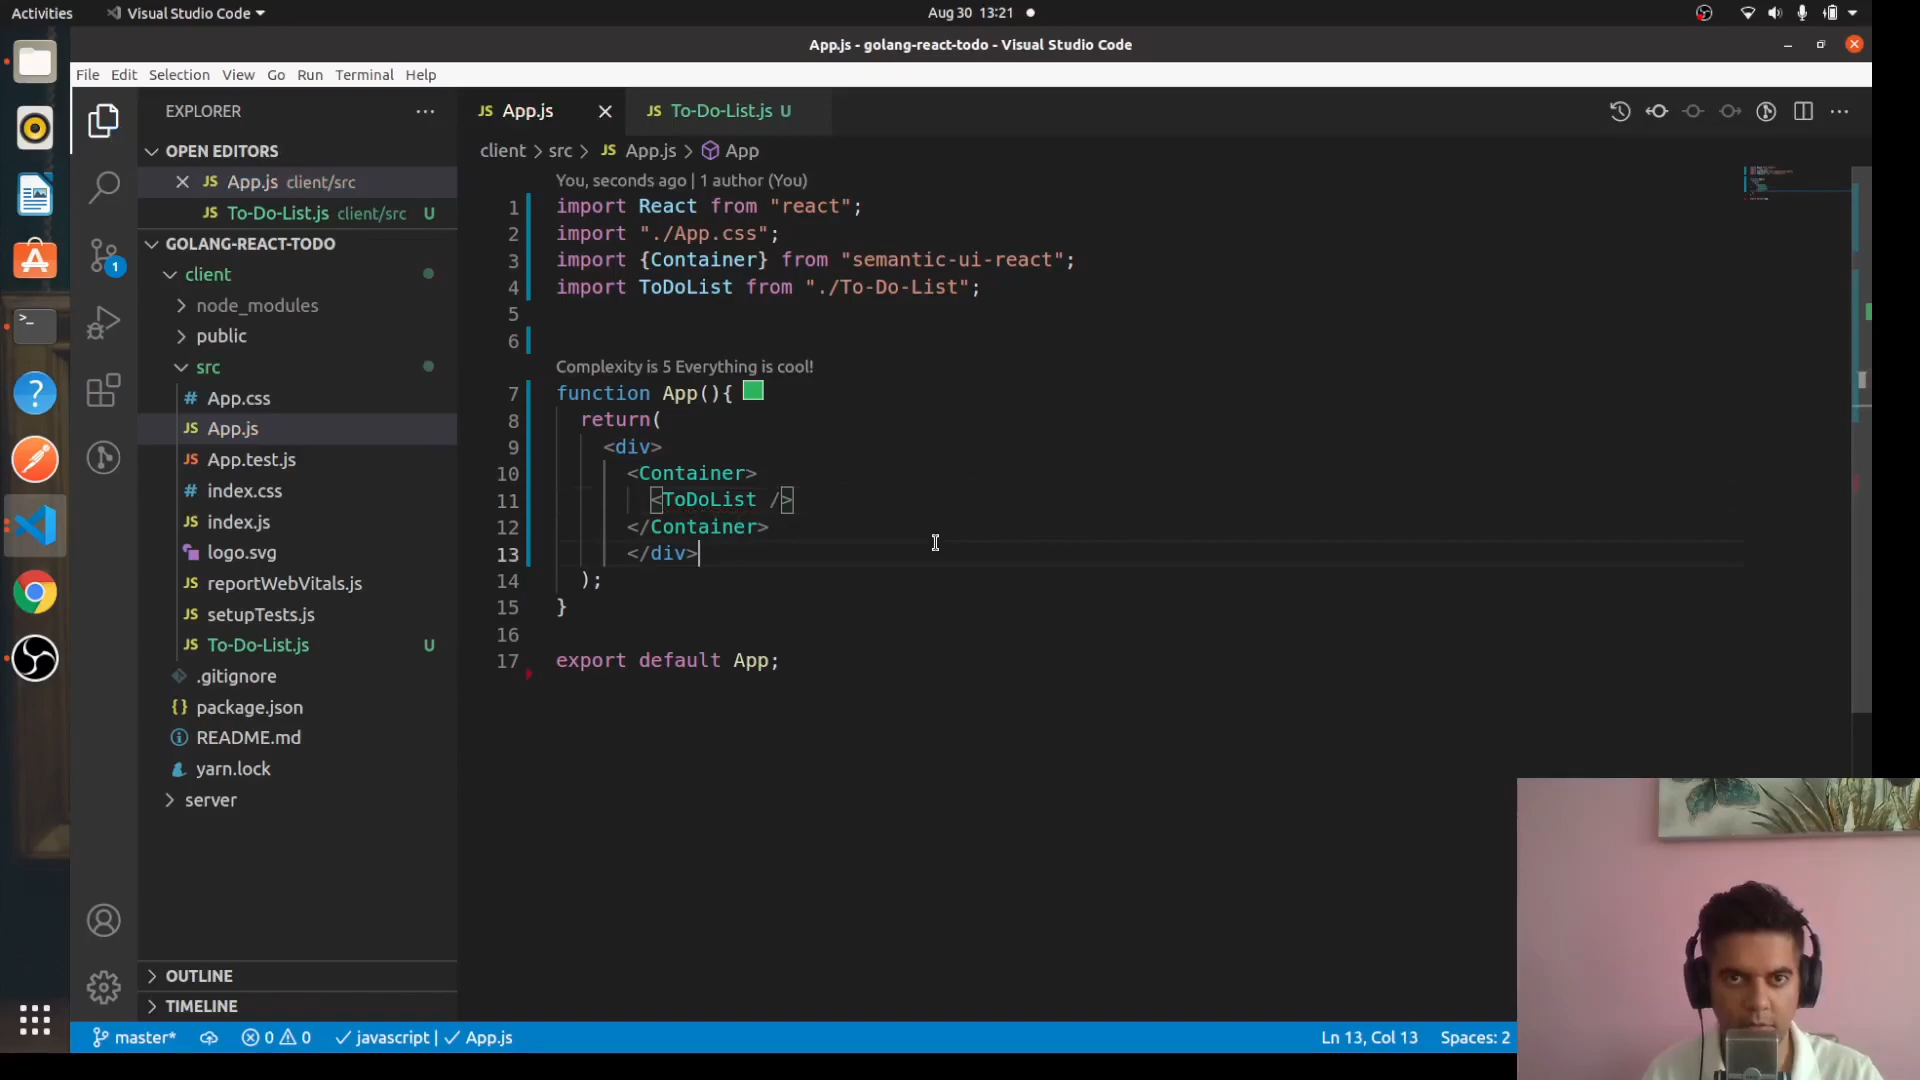 Activities
Visual Studio Code
Aug 30 13:21
App.js - golang-react-todo - Visual Studio Code
File Edit Selection View Go Run Terminal Help
EXPLORER
OPEN EDITORS
App.js client/src
To-Do-List.js client/src U
GOLANG-REACT-TODO
client
node_modules
public
src
App.css
App.js
App.test.js
index.css
index.js
logo.svg
reportWebVitals.js
setupTests.js
To-Do-List.js U
.gitignore
package.json
README.md
yarn.lock
server
OUTLINE
TIMELINE
JS App.js
JS To-Do-List.js U
client > src > JS App.js > App
You, seconds ago | 1 author (You)
1 import React from "react";
2 import "./App.css";
3 import {Container} from "semantic-ui-react";
4 import ToDoList from "./To-Do-List";
5
6
Complexity is 5 Everything is cool!
7 function App(){
8 return(
9 <div>
10 <Container>
11 <ToDoList />
12 </Container>
13 </div>
14 );
15 }
16
17 export default App;
master* 0 0 javascript | App.js
Ln 13, Col 13 Spaces: 2